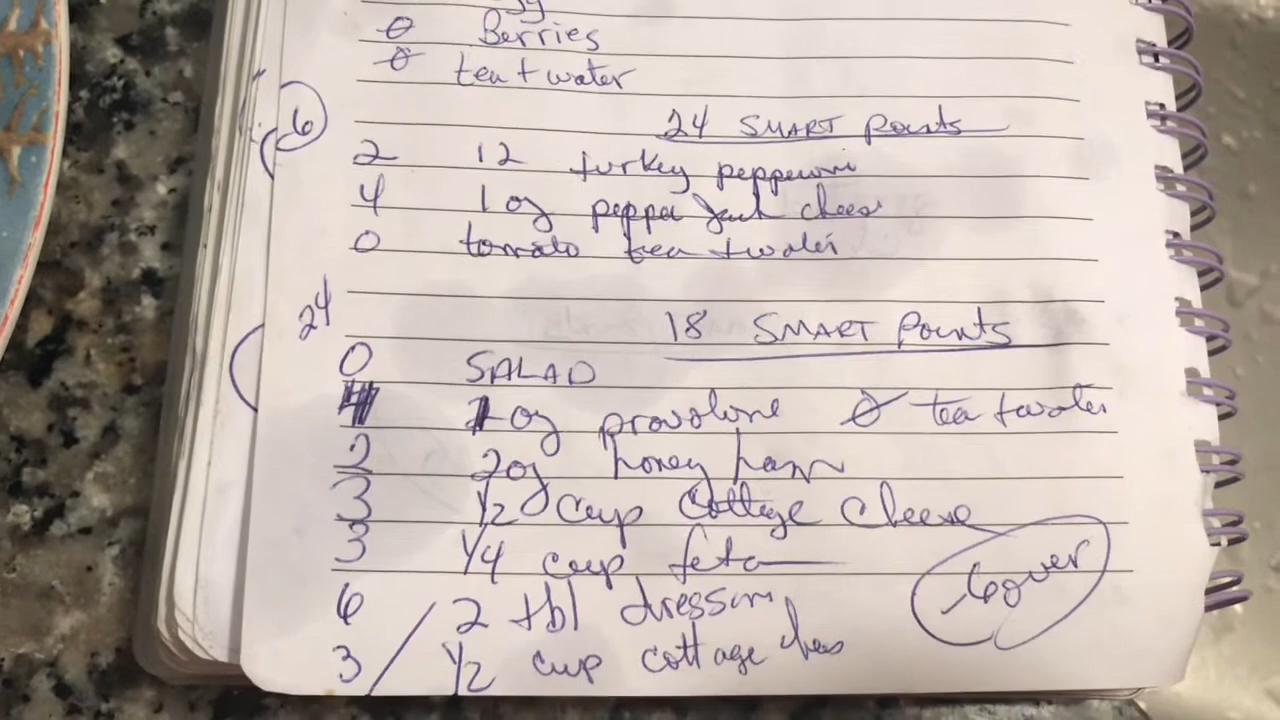 0 Berries
0 tea + water
6
24 SMART Points
2 12 turkey pepperoni
4 1 oz pepper Jack cheese
0 tomato tea + water
24
18 SMART Points
0 SALAD
4 1 oz provolone 0 tea + water
2 2 oz honey ham
3 1/2 cup cottage cheese
3 1/4 cup feta
6 over
6 / 2 tbl dressing
3 / 1/2 cup cottage chees